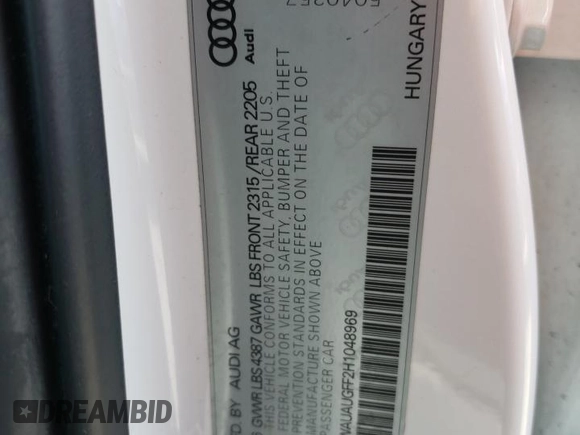 FD. BY AUDI AG
GVWR LBS 4387 GAWR LBS FRONT 2315/REAR 2205
THIS VEHICLE CONFORMS TO ALL APPLICABLE U.S.
FEDERAL MOTOR VEHICLE SAFETY, BUMPER AND THEFT
PREVENTION STANDARDS IN EFFECT ON THE DATE OF
MANUFACTURE SHOWN ABOVE
PASSENGER CAR
WAUAUGFF2H1048969
HUNGARY
Audi
DREAMBID